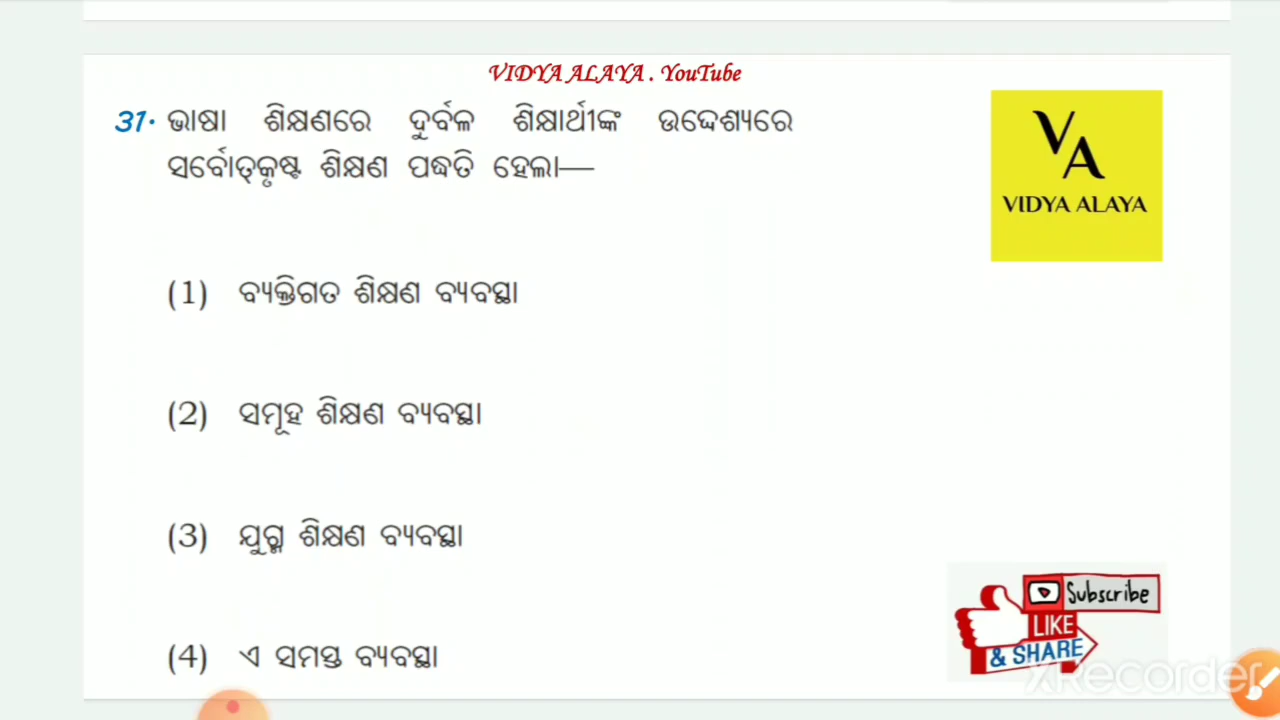 VIDYA ALAYA . YouTube
31. ଭାଷା ଶିକ୍ଷଣରେ ଦୁର୍ବଳ ଶିକ୍ଷାର୍ଥୀଙ୍କ ଉଦ୍ଦେଶ୍ୟରେ
ସର୍ବୋତ୍କୃଷ୍ଟ ଶିକ୍ଷଣ ପଦ୍ଧତି ହେଲା—
VA
VIDYA ALAYA
(1) ବ୍ୟକ୍ତିଗତ ଶିକ୍ଷଣ ବ୍ୟବସ୍ଥା
(2) ସମୂହ ଶିକ୍ଷଣ ବ୍ୟବସ୍ଥା
(3) ଯୁଗ୍ମ ଶିକ୍ଷଣ ବ୍ୟବସ୍ଥା
(4) ଏ ସମସ୍ତ ବ୍ୟବସ୍ଥା
Subscribe
LIKE
& SHARE
XRecorder